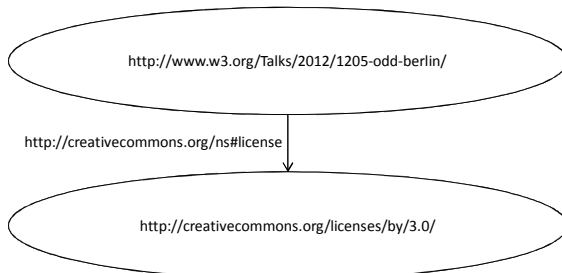 http://www.w3.org/Talks/2012/1205-odd-berlin/
http://creativecommons.org/ns#license
http://creativecommons.org/licenses/by/3.0/